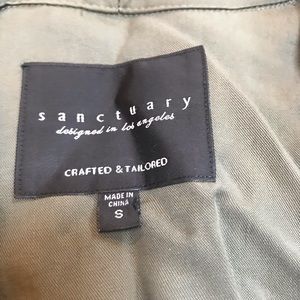 sanctuary
designed in los angeles
CRAFTED & TAILORED
MADE IN
CHINA
S